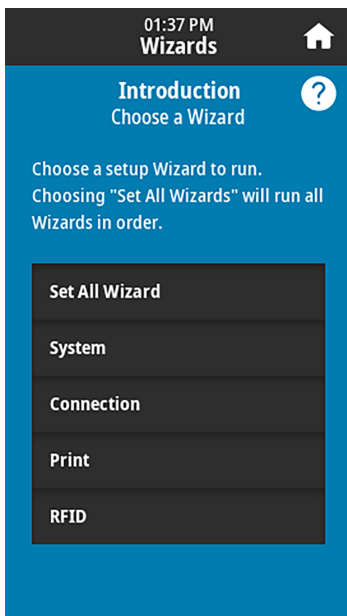 01:37 PM
Wizards
Introduction
?
Choose a Wizard
Choose a setup Wizard to run.
Choosing "Set All Wizards" will run all
Wizards in order.
Set All Wizard
System
Connection
Print
RFID